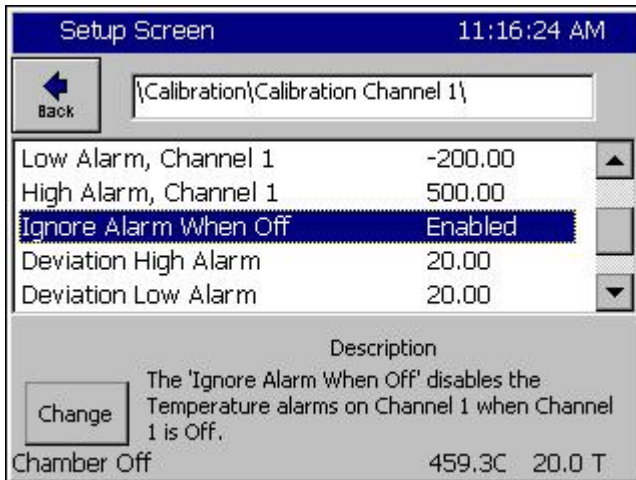 Setup Screen 11:16:24 AM
Back
\Calibration\Calibration Channel 1\
Low Alarm, Channel 1 -200.00
High Alarm, Channel 1 500.00
Ignore Alarm When Off Enabled
Deviation High Alarm 20.00
Deviation Low Alarm 20.00
Description
The 'Ignore Alarm When Off' disables the
Temperature alarms on Channel 1 when Channel
1 is Off.
Change
Chamber Off 459.3C 20.0 T